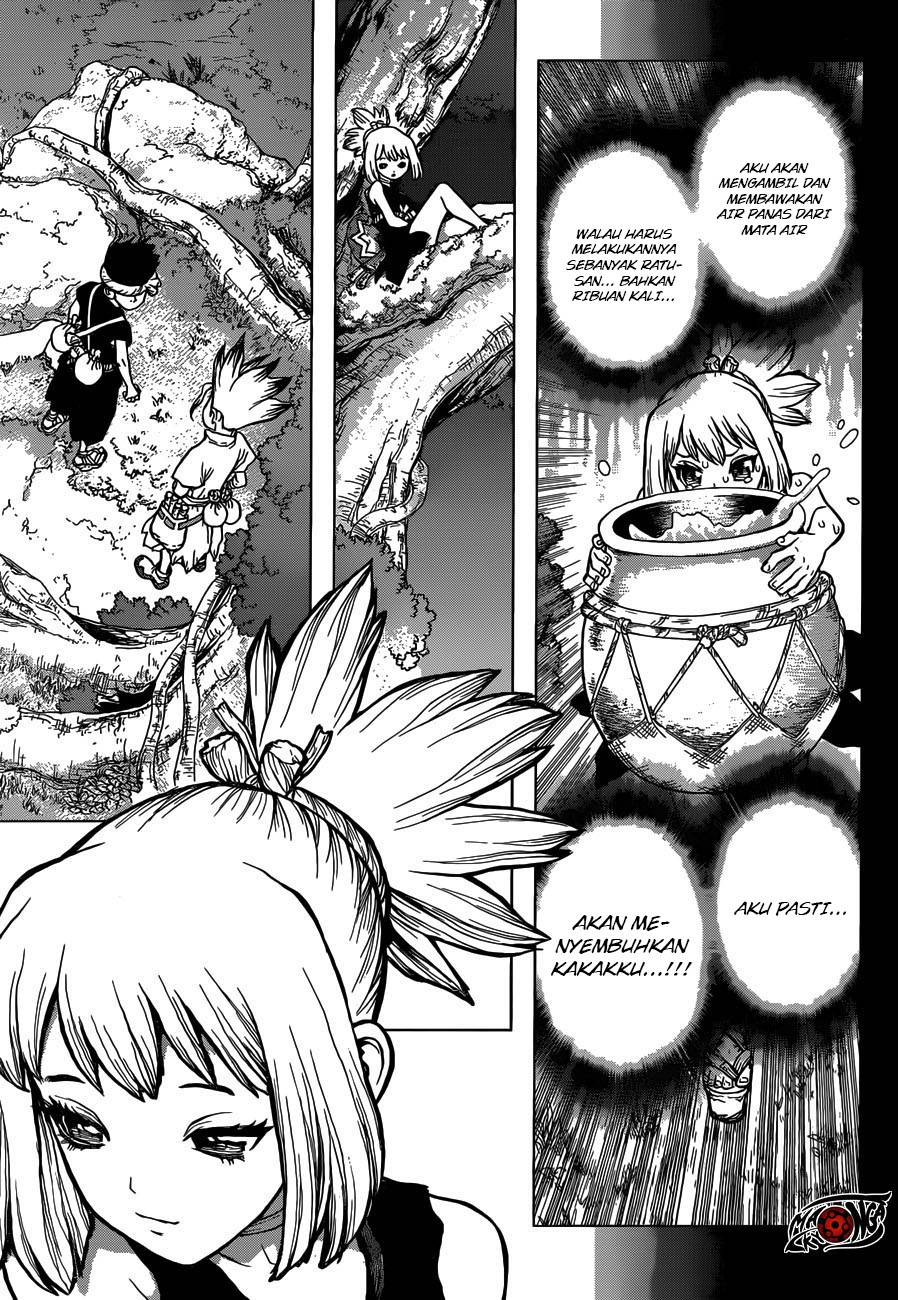 AKU AKAN
MENGAMBIL DAN
MEMBAWAKAN
AIR PANAS DARI
MATA AIR
WALAU HARUS
MELAKUKANNYA
SEBANYAK RATU-
SAN... BAHKAN
RIBUAN KALI...
AKU PASTI...
AKAN ME-
NYEMBUHKAN
KAKAKKU...!!!